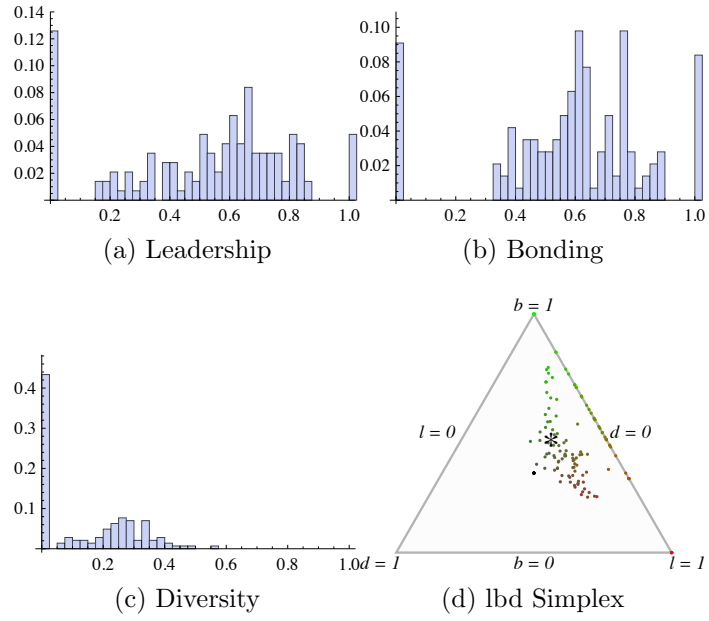 0.14
0.12
0.10
0.08
0.06
0.04
0.02
0.2 0.4 0.6 0.8 1.0
(a) Leadership
0.10
0.08
0.06
0.04
0.02
0.2 0.4 0.6 0.8 1.0
(b) Bonding
0.4
0.3
0.2
0.1
0.2 0.4 0.6 0.8 1.0
(c) Diversity
b = 1
l = 0 d = 0
*
d = 1 b = 0 l = 1
(d) lbd Simplex